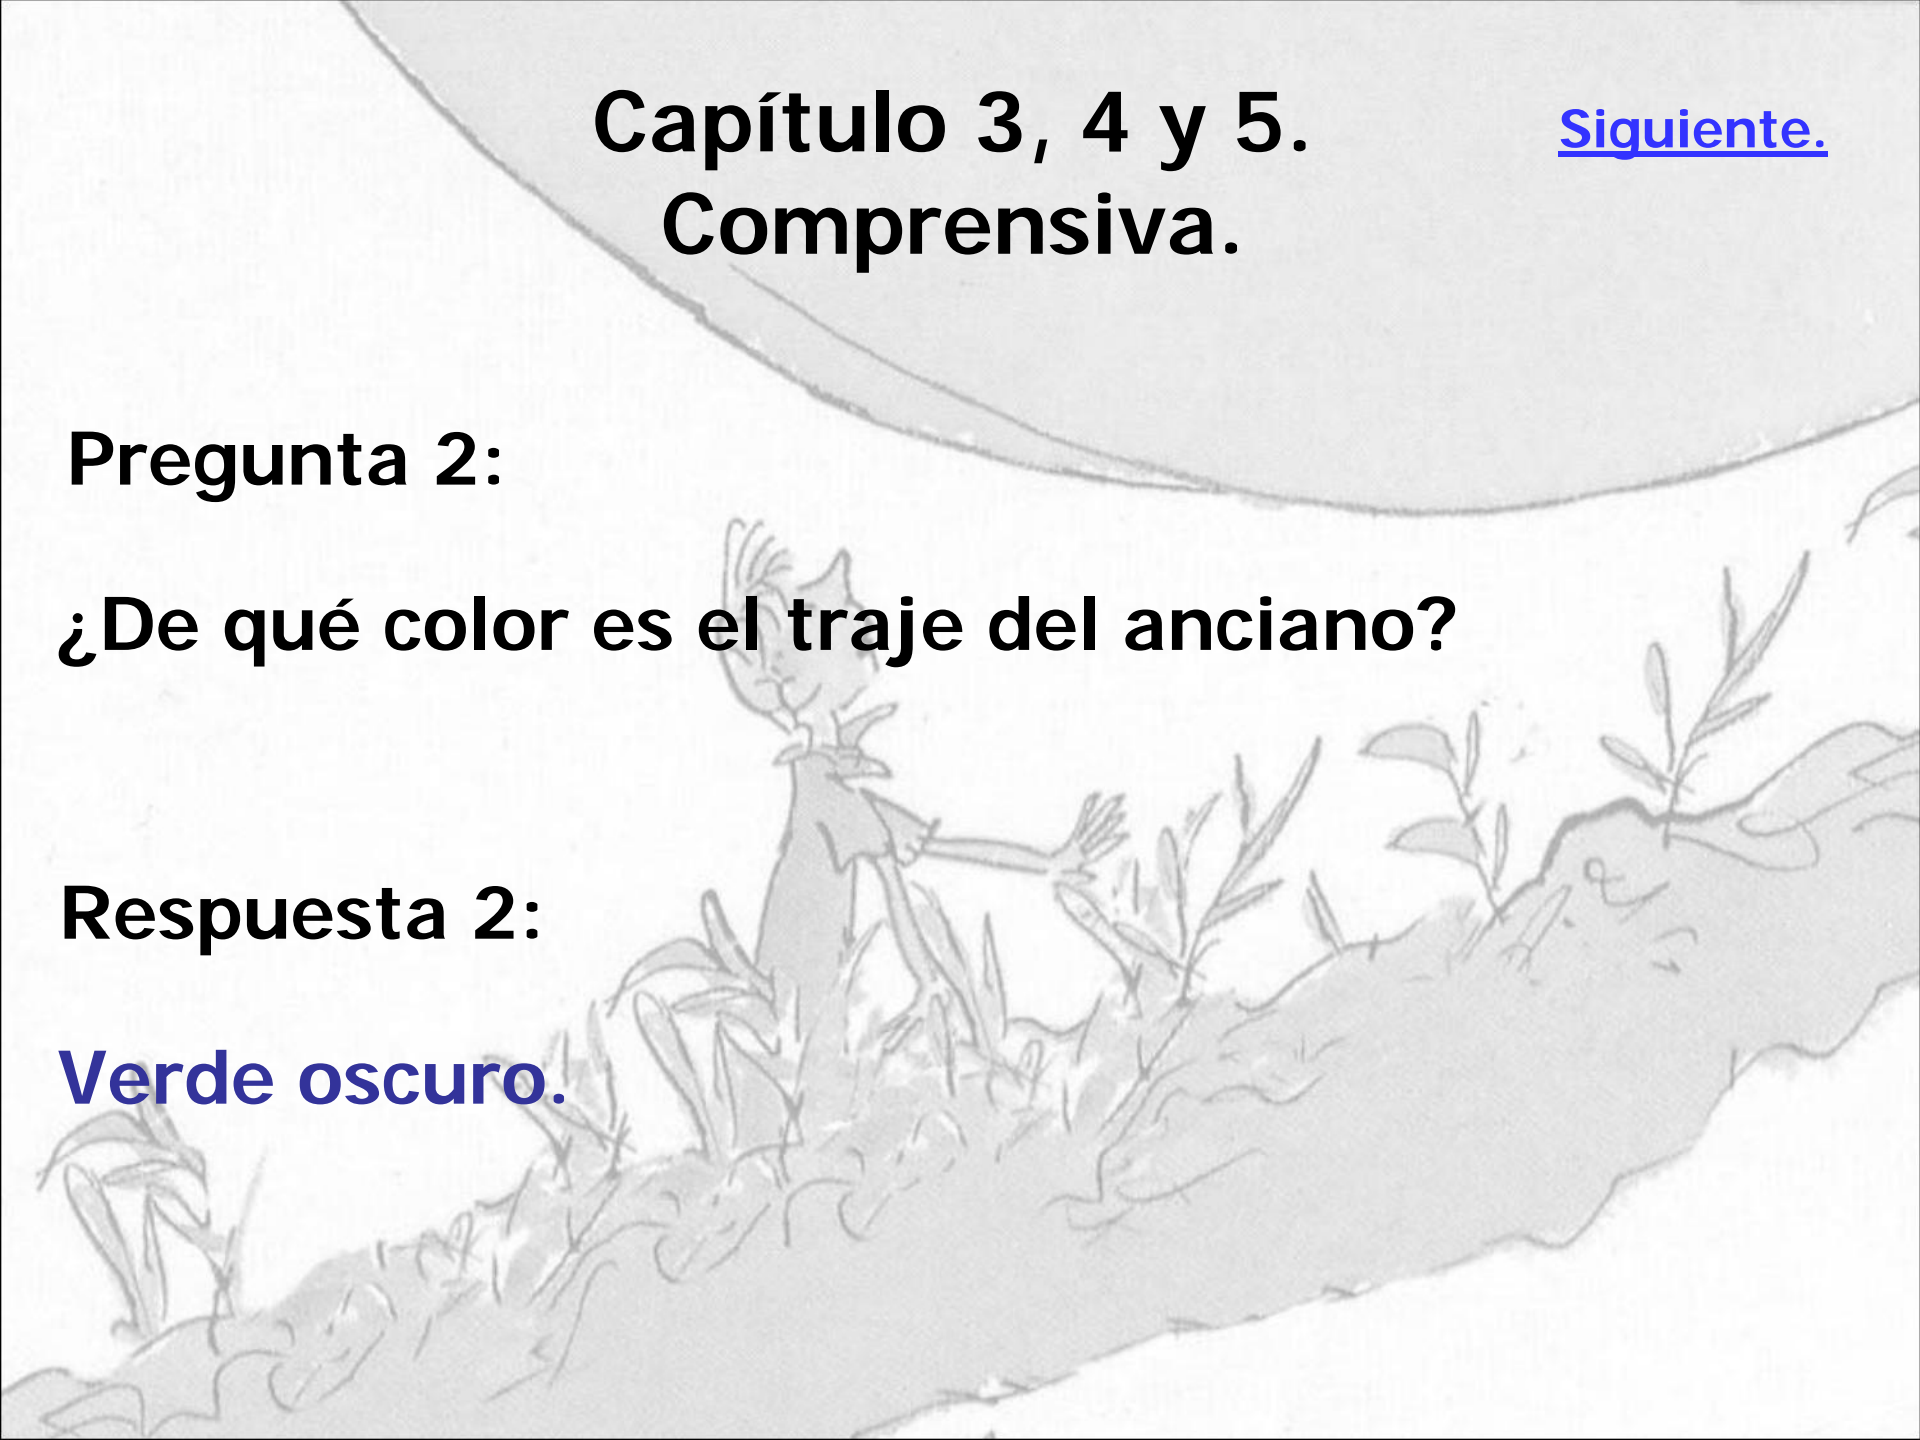 Capítulo 3, 4 y 5.
Comprensiva.
Siguiente.
Pregunta 2:
¿De qué color es el traje del anciano?
Respuesta 2:
Verde oscuro.